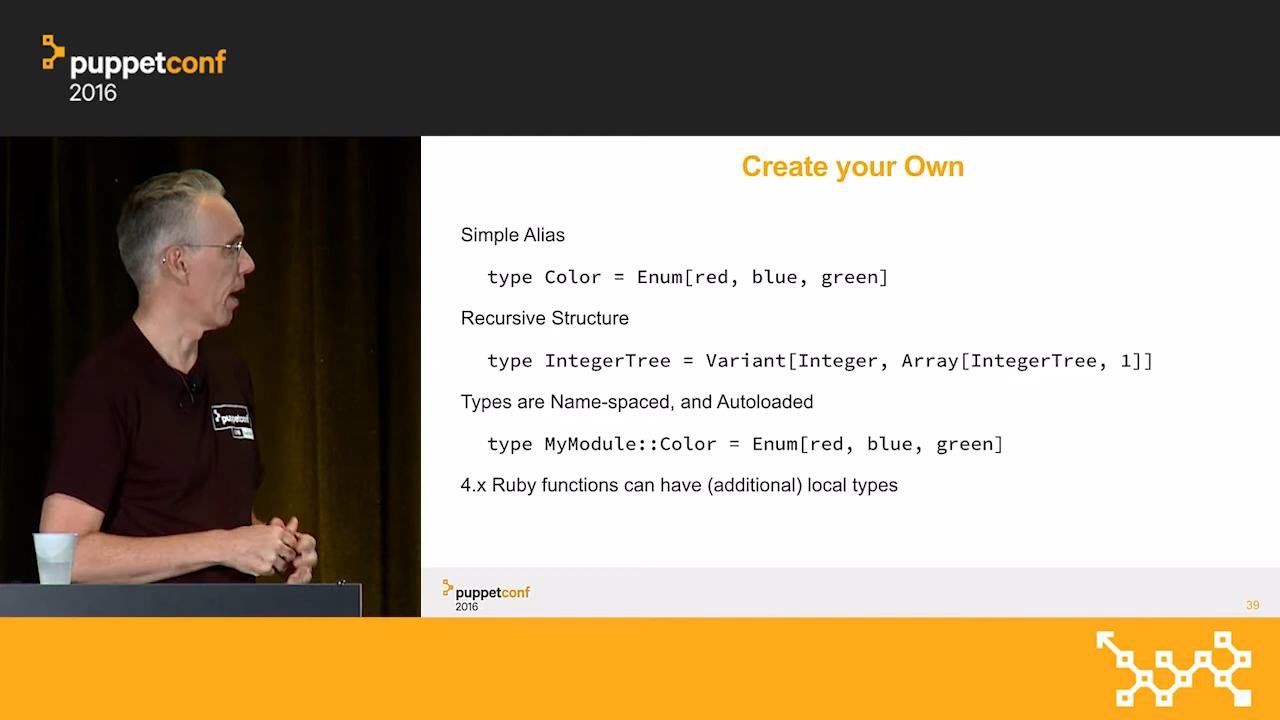 puppetconf
2016
Create your Own
Simple Alias
type Color = Enum[red, blue, green]
Recursive Structure
type IntegerTree = Variant[Integer, Array[IntegerTree, 1]]
Types are Name-spaced, and Autoloaded
type MyModule::Color = Enum[red, blue, green]
4.x Ruby functions can have (additional) local types
puppetconf
2016
39
puppetconf